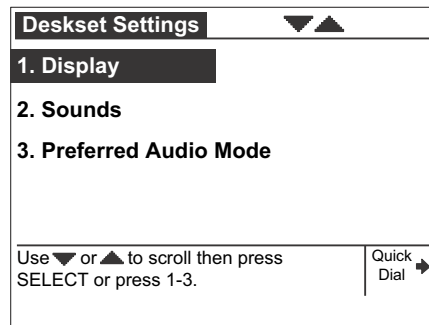 Deskset Settings ▼▲
1. Display
2. Sounds
3. Preferred Audio Mode
Use ▼ or ▲ to scroll then press
SELECT or press 1-3.
Quick
Dial